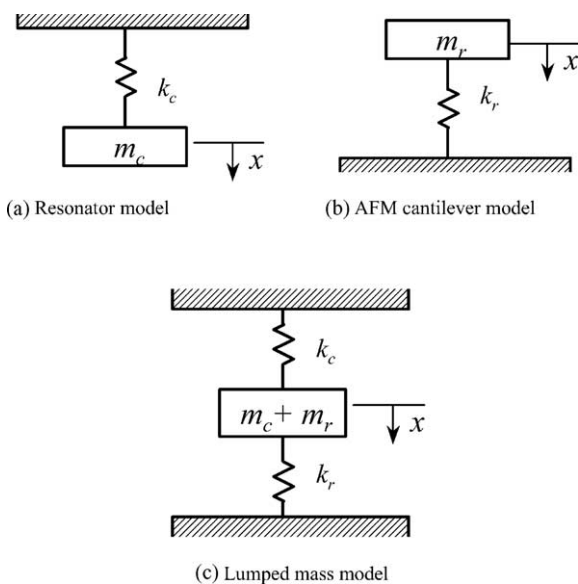 k_c
m_c
x
(a) Resonator model
m_r
x
k_r
(b) AFM cantilever model
k_c
m_c + m_r
x
k_r
(c) Lumped mass model